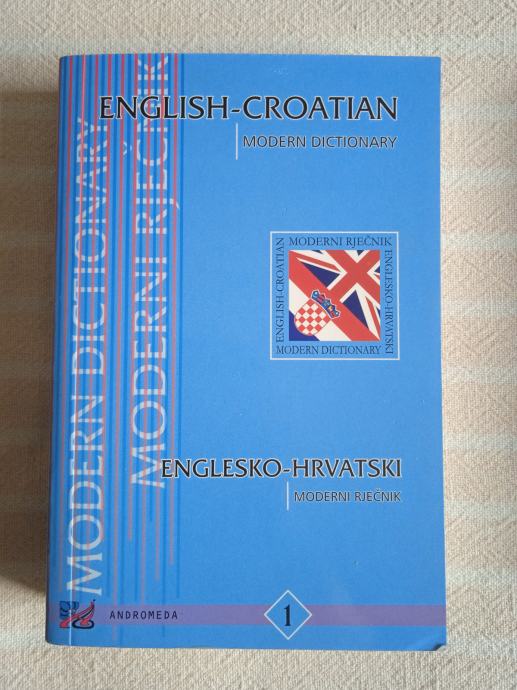 ENGLISH-CROATIAN
MODERN DICTIONARY
MODERN DICTIONARY
MODERNI RJEČNIK
MODERNI RJEČNIK
ENGLISH-CROATIAN
ENGLESKO-HRVATSKI
MODERN DICTIONARY
ENGLESKO-HRVATSKI
MODERNI RJEČNIK
ANDROMEDA
1